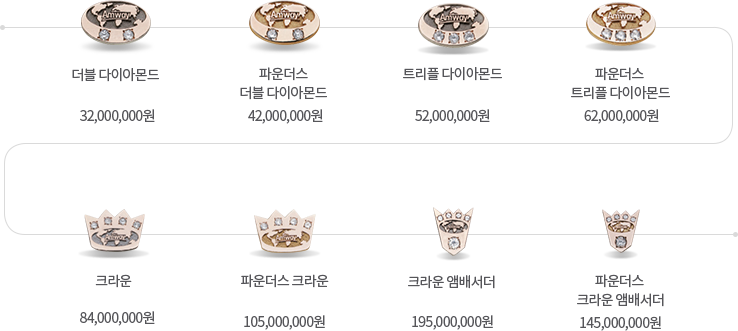 Amway
Amway
Amway
Amway
더블 다이아몬드
32,000,000원
파운더스
더블 다이아몬드
42,000,000원
트리플 다이아몬드
52,000,000원
파운더스
트리플 다이아몬드
62,000,000원
Amway
Amway
크라운
84,000,000원
파운더스 크라운
105,000,000원
크라운 앰배서더
195,000,000원
파운더스
크라운 앰배서더
145,000,000원